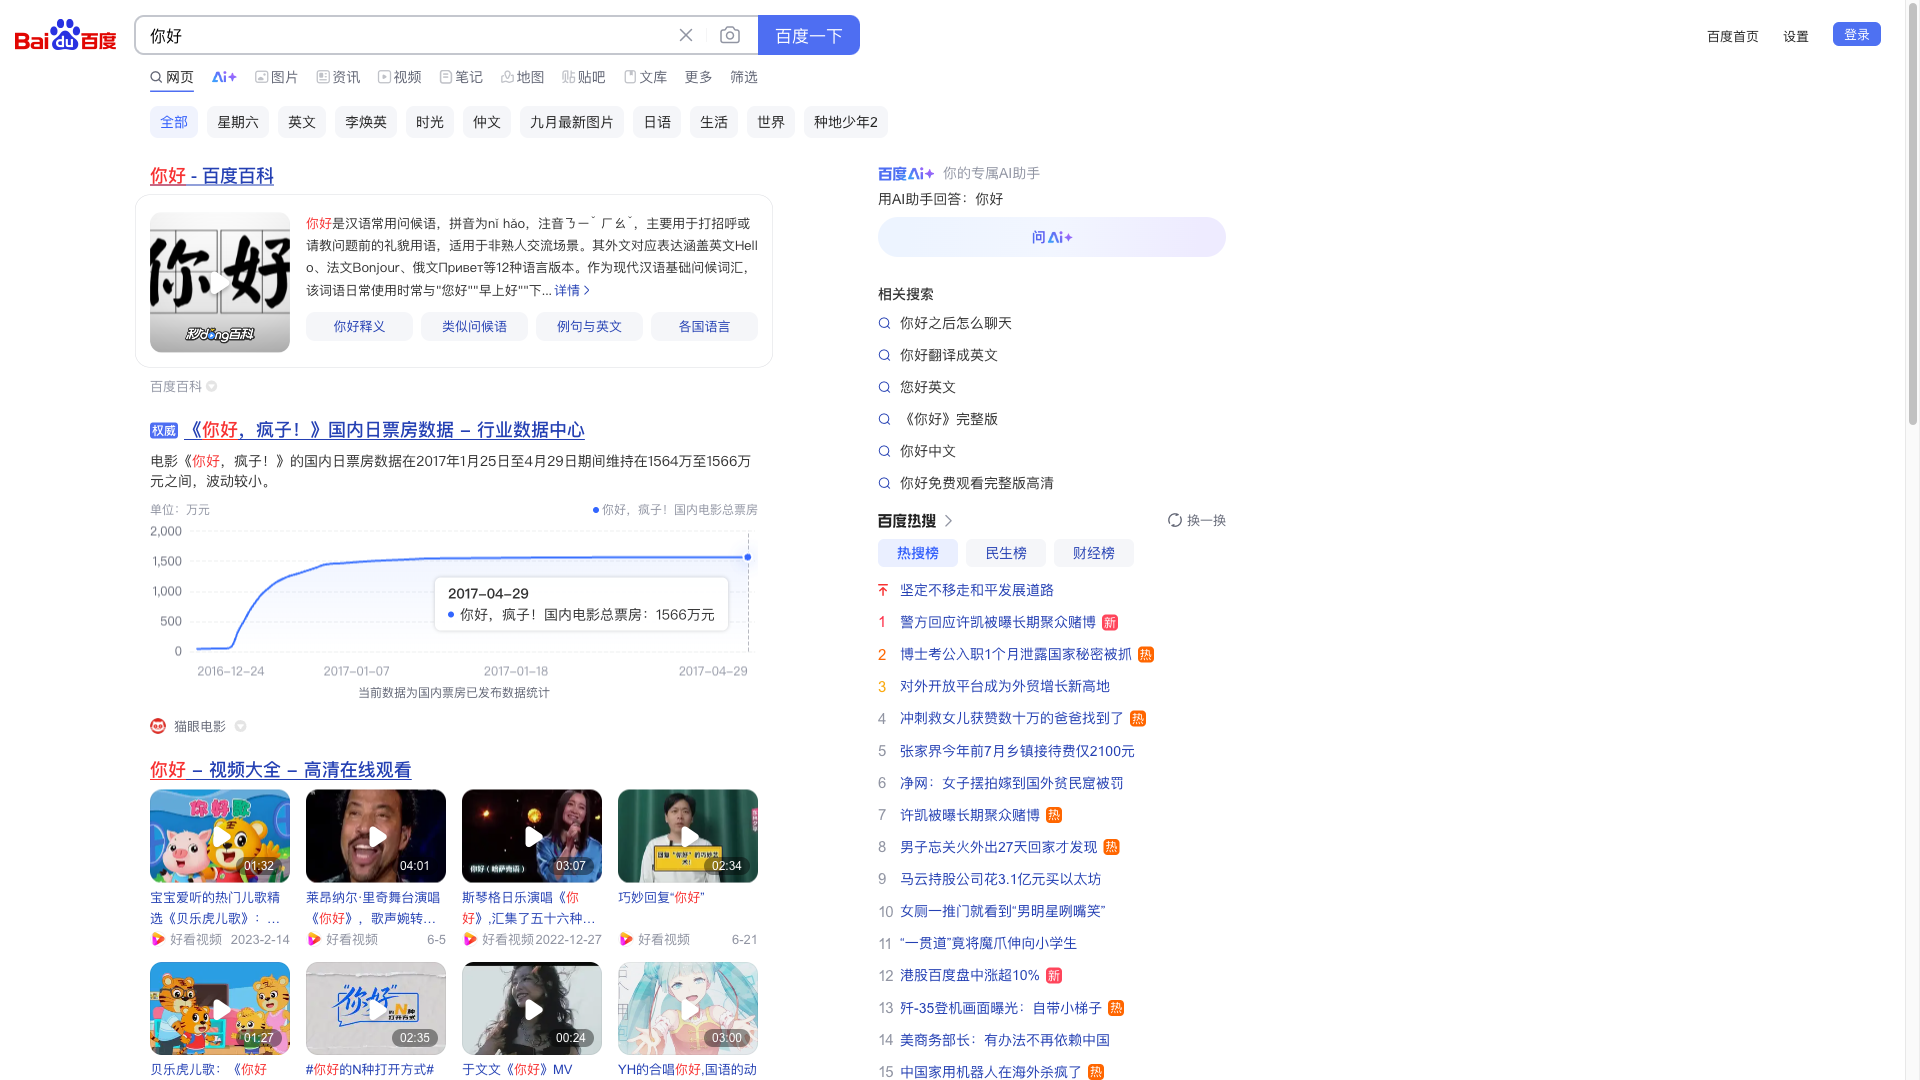 Bai du 百度
你好
百度一下
百度首页
设置
登录
网页
Ai+
图片
资讯
视频
笔记
地图
贴吧
文库
更多
筛选
全部
星期六
英文
李焕英
时光
仲文
九月最新图片
日语
生活
世界
种地少年2
你好 - 百度百科
你好
秒dong百科
你好是汉语常用问候语，拼音为nǐ hǎo，注音ㄋㄧˇ ㄏㄠˇ，主要用于打招呼或
请教问题前的礼貌用语，适用于非熟人交流场景。其外文对应表达涵盖英文Hell
o、法文Bonjour、俄文Привет等12种语言版本。作为现代汉语基础问候词汇，
该词语日常使用时常与"您好""早上好""下... 详情
你好释义
类似问候语
例句与英文
各国语言
百度百科
权威
《你好，疯子！》国内日票房数据 – 行业数据中心
电影《你好，疯子！》的国内日票房数据在2017年1月25日至4月29日期间维持在1564万至1566万
元之间，波动较小。
单位：万元
你好，疯子！国内电影总票房
2,000
1,500
1,000
500
0
2017-04-29
你好，疯子！国内电影总票房：1566万元
2016-12-24
2017-01-07
2017-01-18
2017-04-29
当前数据为国内票房已发布数据统计
猫眼电影
你好 – 视频大全 – 高清在线观看
你好歌
01:32
04:01
你好（哈萨克语）
03:07
回复"你好"的巧妙艺术！
02:34
宝宝爱听的热门儿歌精
选《贝乐虎儿歌》：...
好看视频 2023-2-14
莱昂纳尔·里奇舞台演唱
《你好》，歌声婉转...
好看视频 6-5
斯琴格日乐演唱《你
好》,汇集了五十六种...
好看视频 2022-12-27
巧妙回复“你好”
好看视频 6-21
01:27
"你好"
的N种
打开方式
02:35
00:24
03:00
贝乐虎儿歌：《你好
#你好的N种打开方式#
于文文《你好》MV
YH的合唱你好,国语的动
百度Ai+ 你的专属AI助手
用AI助手回答：你好
问Ai+
相关搜索
你好之后怎么聊天
你好翻译成英文
您好英文
《你好》完整版
你好中文
你好免费观看完整版高清
百度热搜
换一换
热搜榜
民生榜
财经榜
坚定不移走和平发展道路
1 警方回应许凯被曝长期聚众赌博 新
2 博士考公入职1个月泄露国家秘密被抓 热
3 对外开放平台成为外贸增长新高地
4 冲刺救女儿获赞数十万的爸爸找到了 热
5 张家界今年前7月乡镇接待费仅2100元
6 净网：女子摆拍嫁到国外贫民窟被罚
7 许凯被曝长期聚众赌博 热
8 男子忘关火外出27天回家才发现 热
9 马云持股公司花3.1亿元买以太坊
10 女厕一推门就看到“男明星咧嘴笑”
11 “一贯道”竟将魔爪伸向小学生
12 港股百度盘中涨超10% 新
13 歼-35登机画面曝光：自带小梯子 热
14 美商务部长：有办法不再依赖中国
15 中国家用机器人在海外杀疯了 热